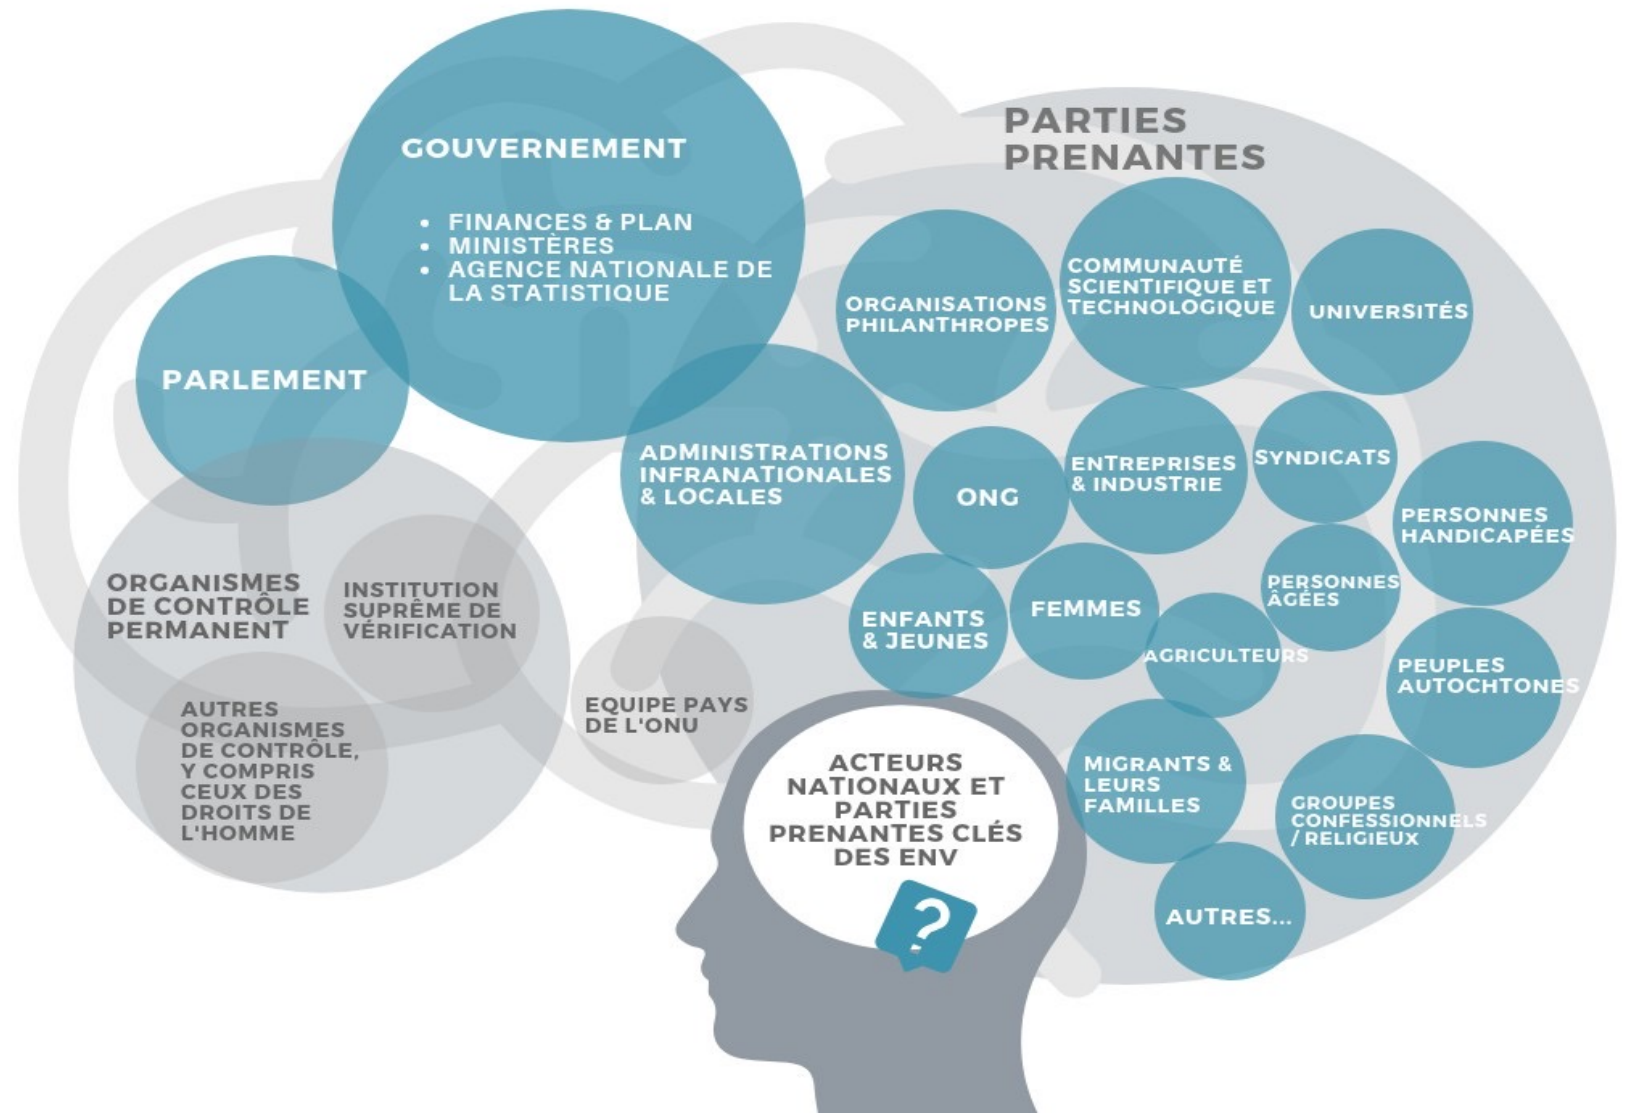 GOUVERNEMENT
• FINANCES & PLAN
• MINISTÈRES
• AGENCE NATIONALE DE
LA STATISTIQUE
PARLEMENT
ADMINISTRATIONS
INFRANATIONALES
& LOCALES
ORGANISMES
DE CONTRÔLE
PERMANENT
INSTITUTION
SUPRÊME DE
VÉRIFICATION
AUTRES
ORGANISMES
DE CONTRÔLE,
Y COMPRIS
CEUX DES
DROITS DE
L'HOMME
EQUIPE PAYS
DE L'ONU
PARTIES
PRENANTES
ORGANISATIONS
PHILANTHROPES
COMMUNAUTÉ
SCIENTIFIQUE ET
TECHNOLOGIQUE
UNIVERSITÉS
ONG
ENTREPRISES
& INDUSTRIE
SYNDICATS
PERSONNES
HANDICAPÉES
ENFANTS
& JEUNES
FEMMES
AGRICULTEURS
PERSONNES
ÂGÉES
PEUPLES
AUTOCHTONES
MIGRANTS &
LEURS
FAMILLES
GROUPES
CONFESSIONNELS
/ RELIGIEUX
AUTRES...
ACTEURS
NATIONAUX ET
PARTIES
PRENANTES CLÉS
DES ENV
?